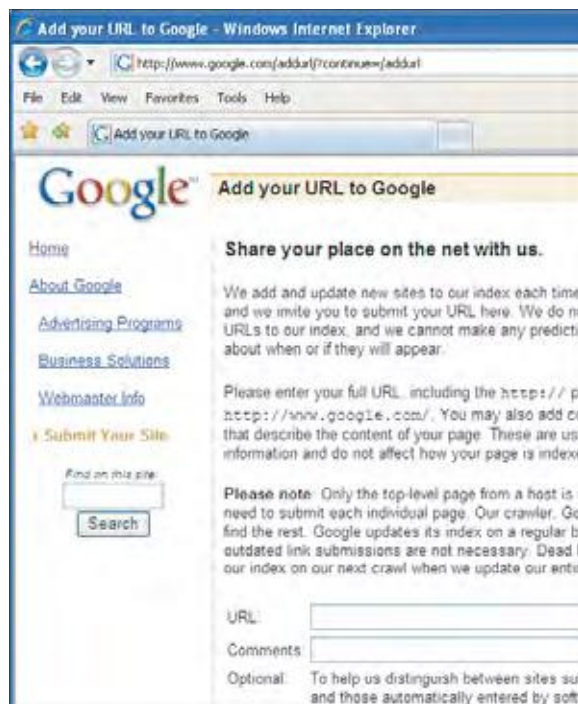 Add your URL to Google - Windows Internet Explorer
http://www.google.com/addurl/?continue=/addurl
File Edit View Favorites Tools Help
Add your URL to Google
Google™
Add your URL to Google
Home
About Google
Advertising Programs
Business Solutions
Webmaster Info
Submit Your Site
Find on this site:
Search
Share your place on the net with us.
We add and update new sites to our index each time
and we invite you to submit your URL here. We do
URLs to our index, and we cannot make any
about when or if they will appear.
Please enter your full URL, including the http://
http://www.google.com/. You may also add
that describe the content of your page. These are
information and do not affect how your page is
Please note: Only the top-level page from a host is
need to submit each individual page. Our crawler,
find the rest. Google updates its index on a regular
outdated link submissions are not necessary. Dead
our index on our next crawl when we update our
URL:
Comments:
Optional: To help us distinguish between sites
and those automatically entered by